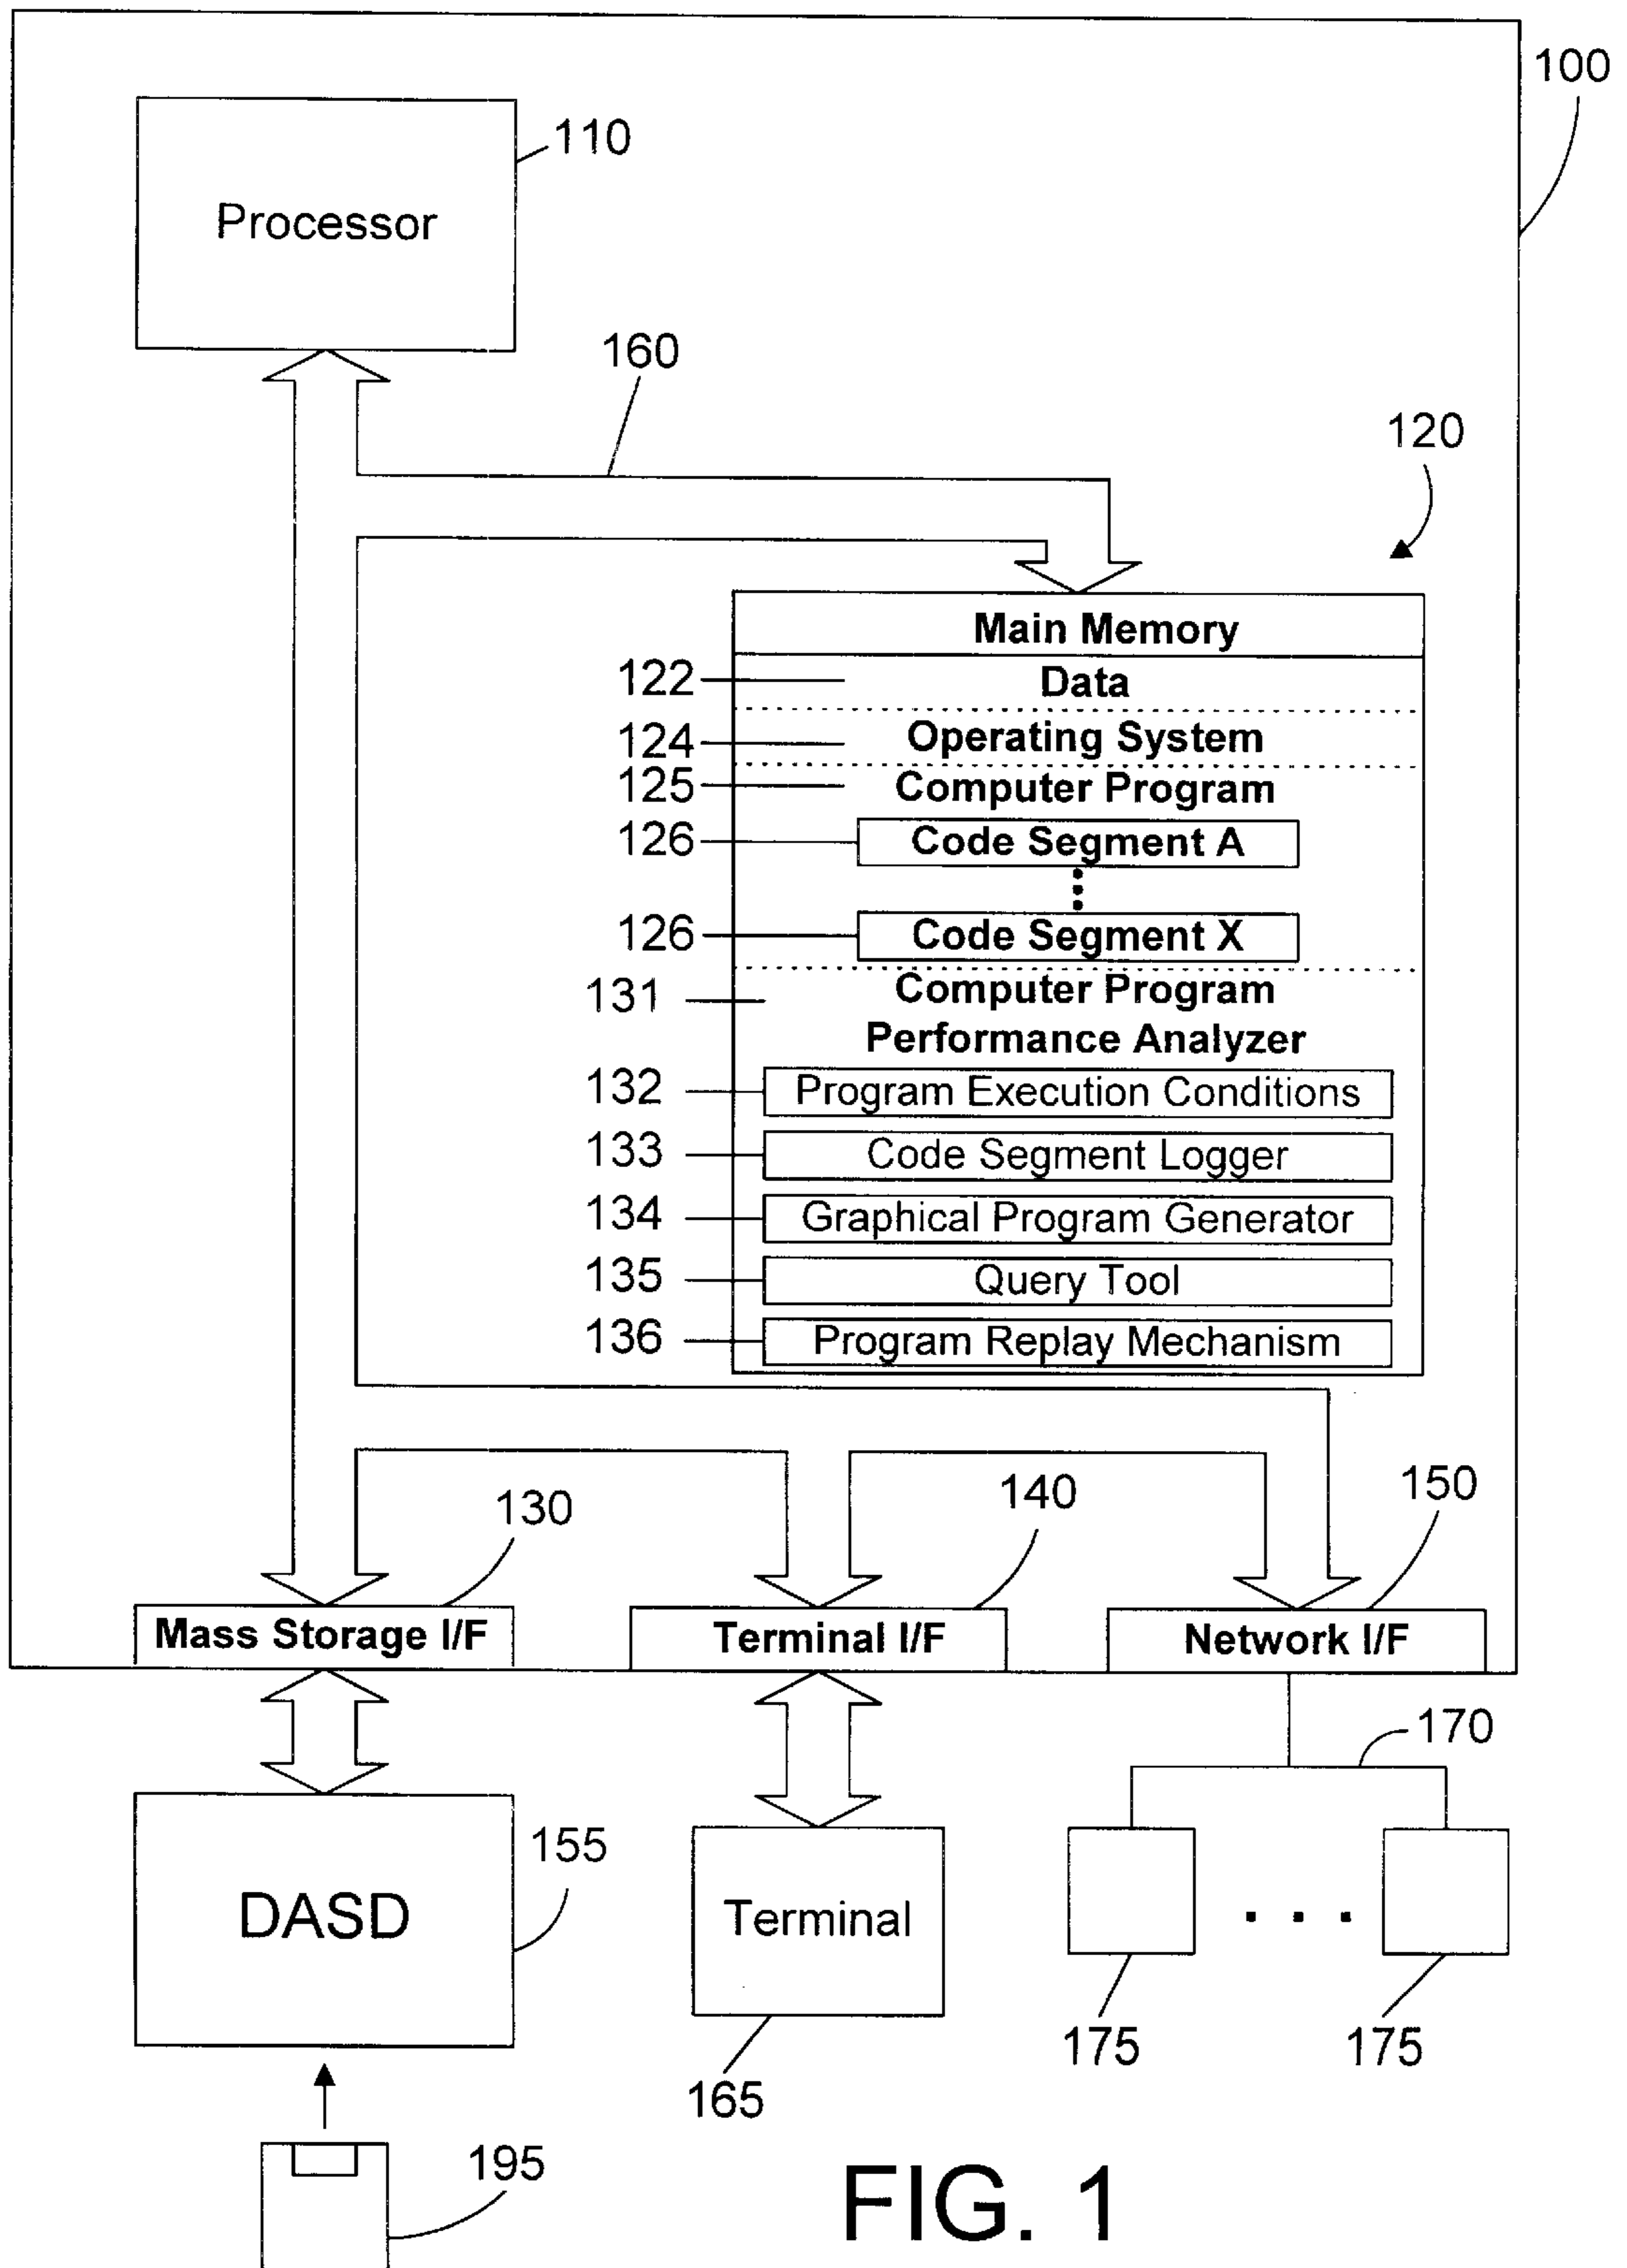 100
110
Processor
160
120
Main Memory
122 Data
124 Operating System
125 Computer Program
126 Code Segment A
126 Code Segment X
131 Computer Program
Performance Analyzer
132 Program Execution Conditions
133 Code Segment Logger
134 Graphical Program Generator
135 Query Tool
136 Program Replay Mechanism
130 140 150
Mass Storage I/F Terminal I/F Network I/F
170
155
DASD Terminal
175 175
165
195
FIG. 1